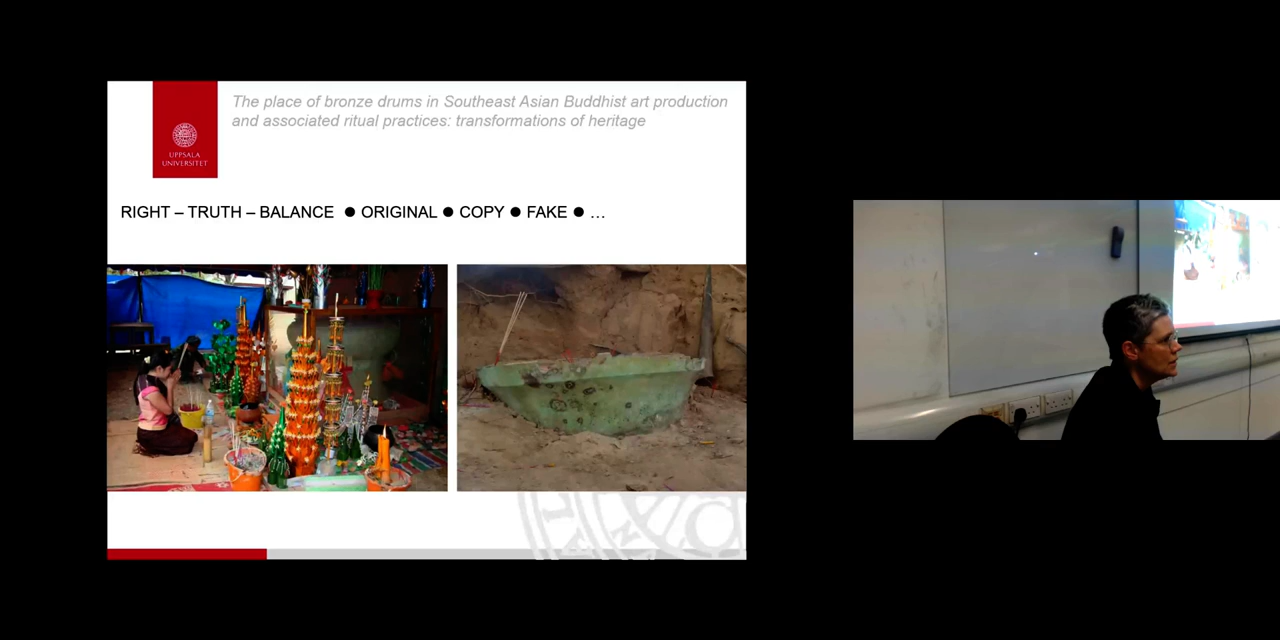 The place of bronze drums in Southeast Asian Buddhist art production
and associated ritual practices: transformations of heritage
UPPSALA
UNIVERSITET
RIGHT – TRUTH – BALANCE ● ORIGINAL ● COPY ● FAKE ● …